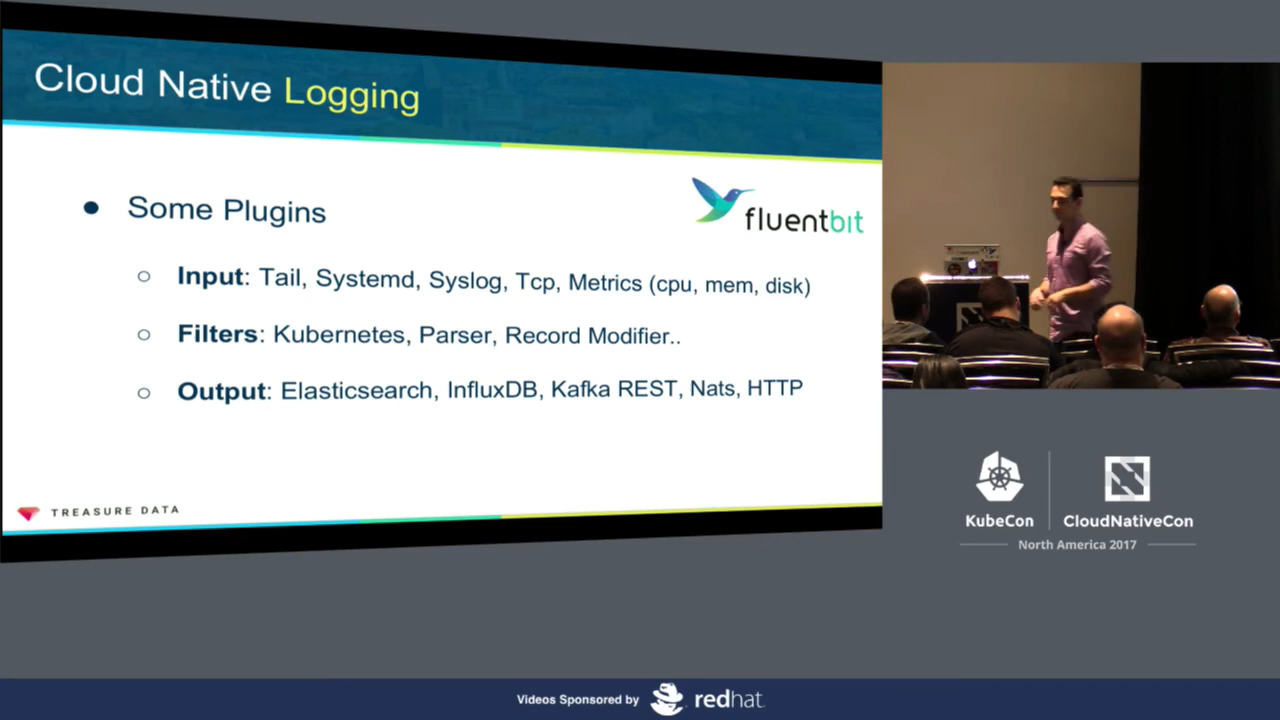 Cloud Native Logging
Some Plugins
fluentbit
Input: Tail, Systemd, Syslog, Tcp, Metrics (cpu, mem, disk)
Filters: Kubernetes, Parser, Record Modifier..
Output: Elasticsearch, InfluxDB, Kafka REST, Nats, HTTP
TREASURE DATA
KubeCon
CloudNativeCon
North America 2017
Videos Sponsored by redhat.